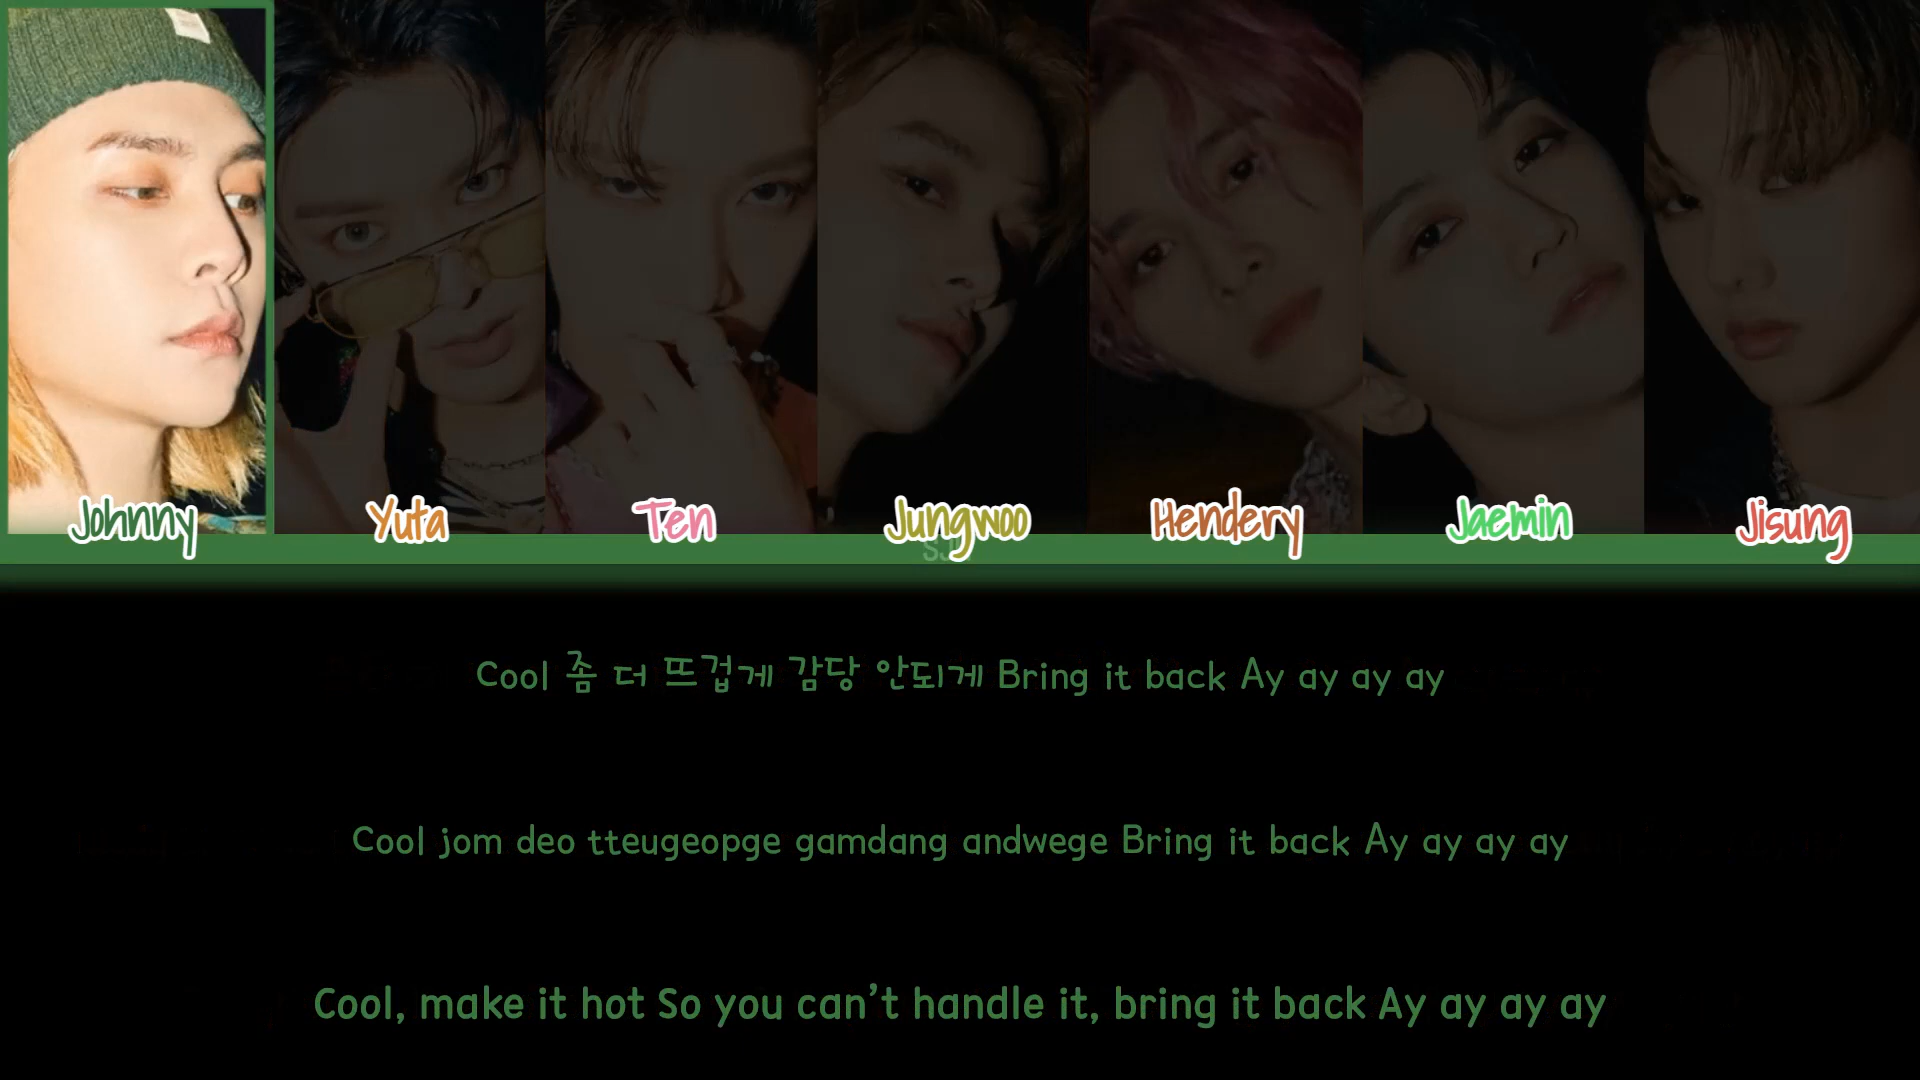 Johnny Yuta Ten Jungwoo Hendery Jaemin Jisung
Cool 좀 더 뜨겁게 감당 안되게 Bring it back Ay ay ay ay
Cool jom deo tteugeopge gamdang andwege Bring it back Ay ay ay ay
Cool, make it hot So you can't handle it, bring it back Ay ay ay ay